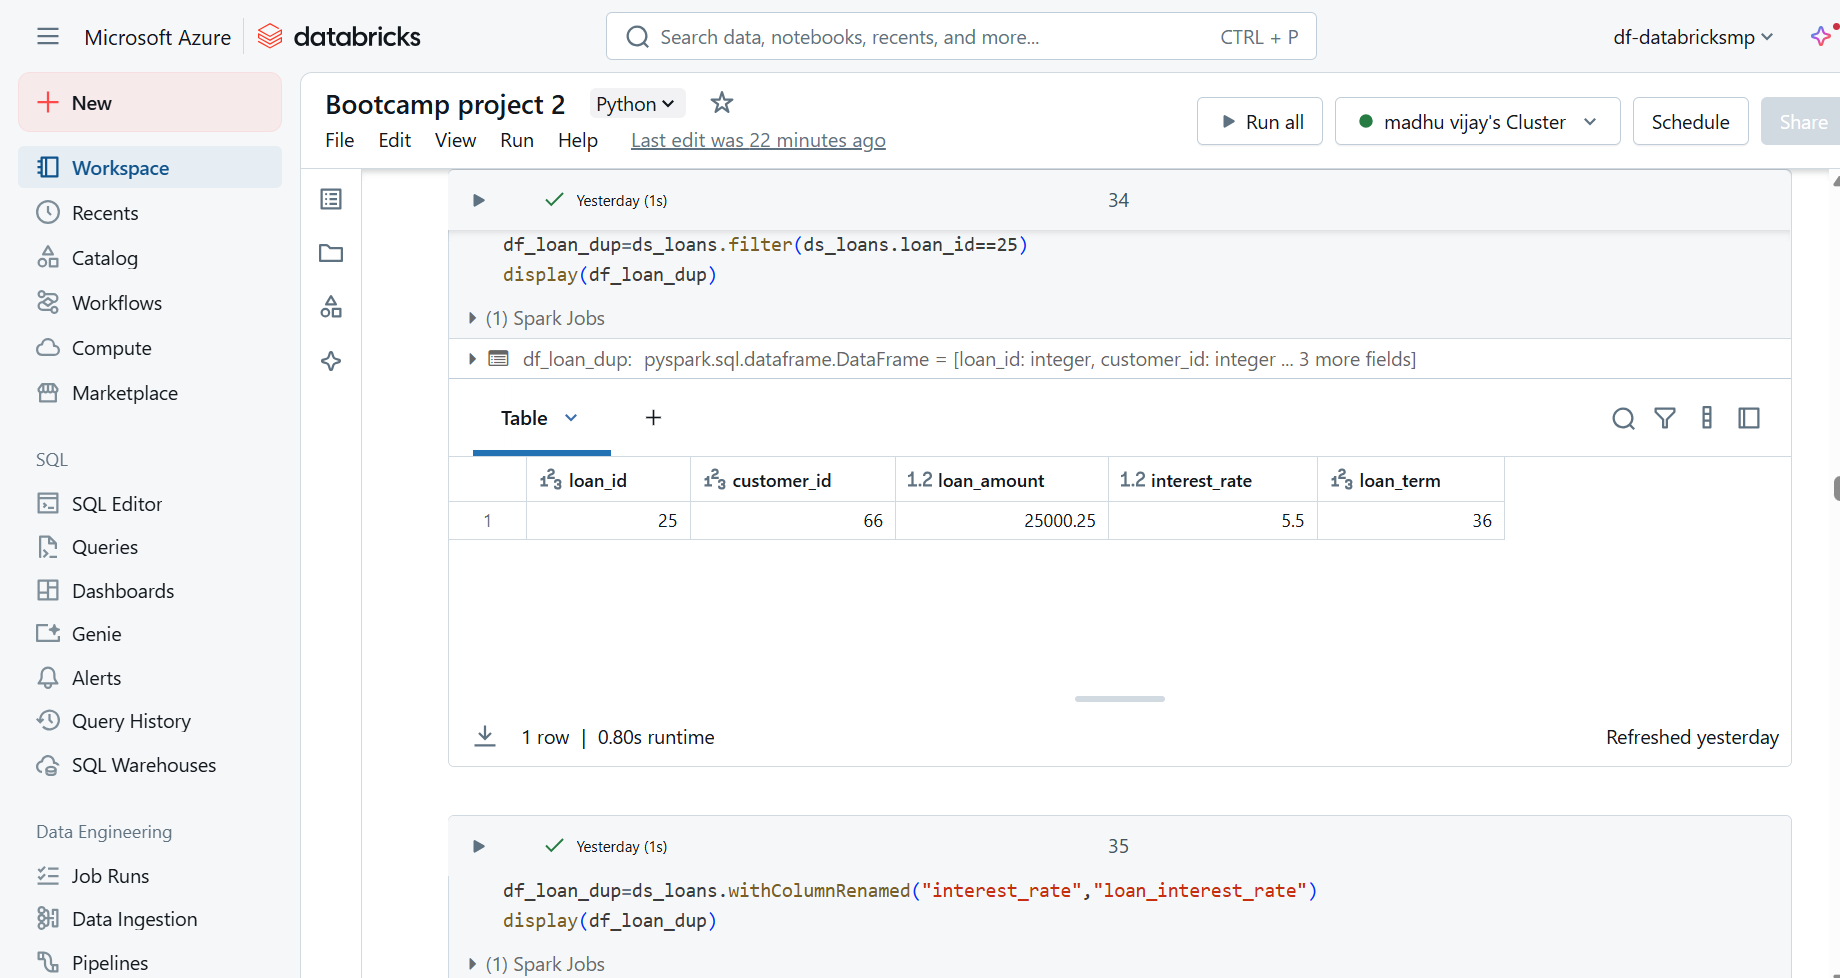 Microsoft Azure databricks
Search data, notebooks, recents, and more... CTRL + P
df-databricksmp
New
Workspace
Recents
Catalog
Workflows
Compute
Marketplace
SQL
SQL Editor
Queries
Dashboards
Genie
Alerts
Query History
SQL Warehouses
Data Engineering
Job Runs
Data Ingestion
Pipelines
Bootcamp project 2 Python
File Edit View Run Help Last edit was 22 minutes ago
Run all madhu vijay's Cluster Schedule Share
Yesterday (1s) 34
df_loan_dup=ds_loans.filter(ds_loans.loan_id==25)
display(df_loan_dup)
(1) Spark Jobs
df_loan_dup: pyspark.sql.dataframe.DataFrame = [loan_id: integer, customer_id: integer ... 3 more fields]
Table +
1²3 loan_id 1²3 customer_id 1.2 loan_amount 1.2 interest_rate 1²3 loan_term
1 25 66 25000.25 5.5 36
1 row | 0.80s runtime Refreshed yesterday
Yesterday (1s) 35
df_loan_dup=ds_loans.withColumnRenamed("interest_rate","loan_interest_rate")
display(df_loan_dup)
(1) Spark Jobs